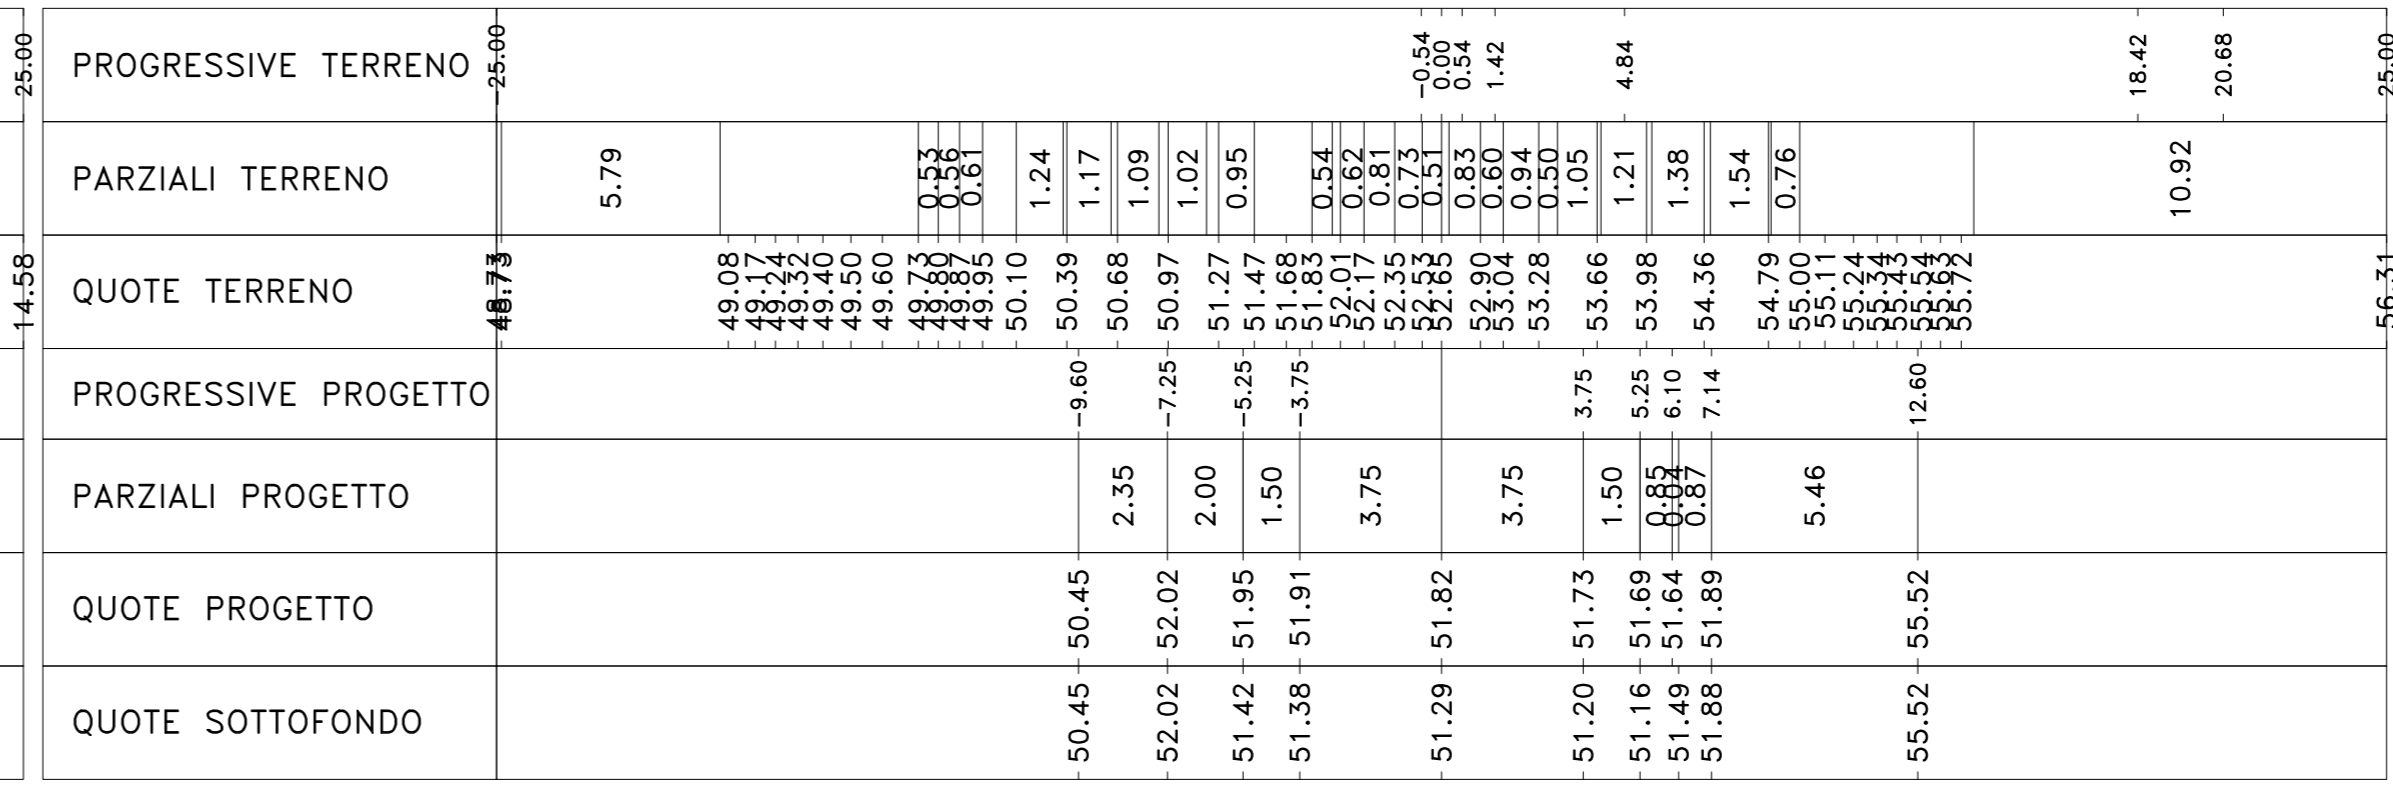 25.00
PROGRESSIVE TERRENO -25.00 -0.54 0.00 0.54 1.42 4.84 18.42 20.68 25.00
PARZIALI TERRENO 5.79 0.53 0.56 0.61 1.24 1.17 1.09 1.02 0.95 0.54 0.62 0.81 0.73 0.51 0.83 0.60 0.94 0.50 1.05 1.21 1.38 1.54 0.76 10.92
14.58
QUOTE TERRENO 48.73 49.08 49.17 49.24 49.32 49.40 49.50 49.60 49.73 49.80 49.87 49.95 50.10 50.39 50.68 50.97 51.27 51.47 51.68 51.83 52.01 52.17 52.35 52.53 52.65 52.90 53.04 53.28 53.66 53.98 54.36 54.79 55.00 55.11 55.24 55.34 55.43 55.54 55.63 55.72 56.31
PROGRESSIVE PROGETTO -9.60 -7.25 -5.25 -3.75 3.75 5.25 6.10 7.14 12.60
PARZIALI PROGETTO 2.35 2.00 1.50 3.75 3.75 1.50 0.85 0.04 0.87 5.46
QUOTE PROGETTO 50.45 52.02 51.95 51.91 51.82 51.73 51.69 51.64 51.89 55.52
QUOTE SOTTOFONDO 50.45 52.02 51.42 51.38 51.29 51.20 51.16 51.49 51.88 55.52